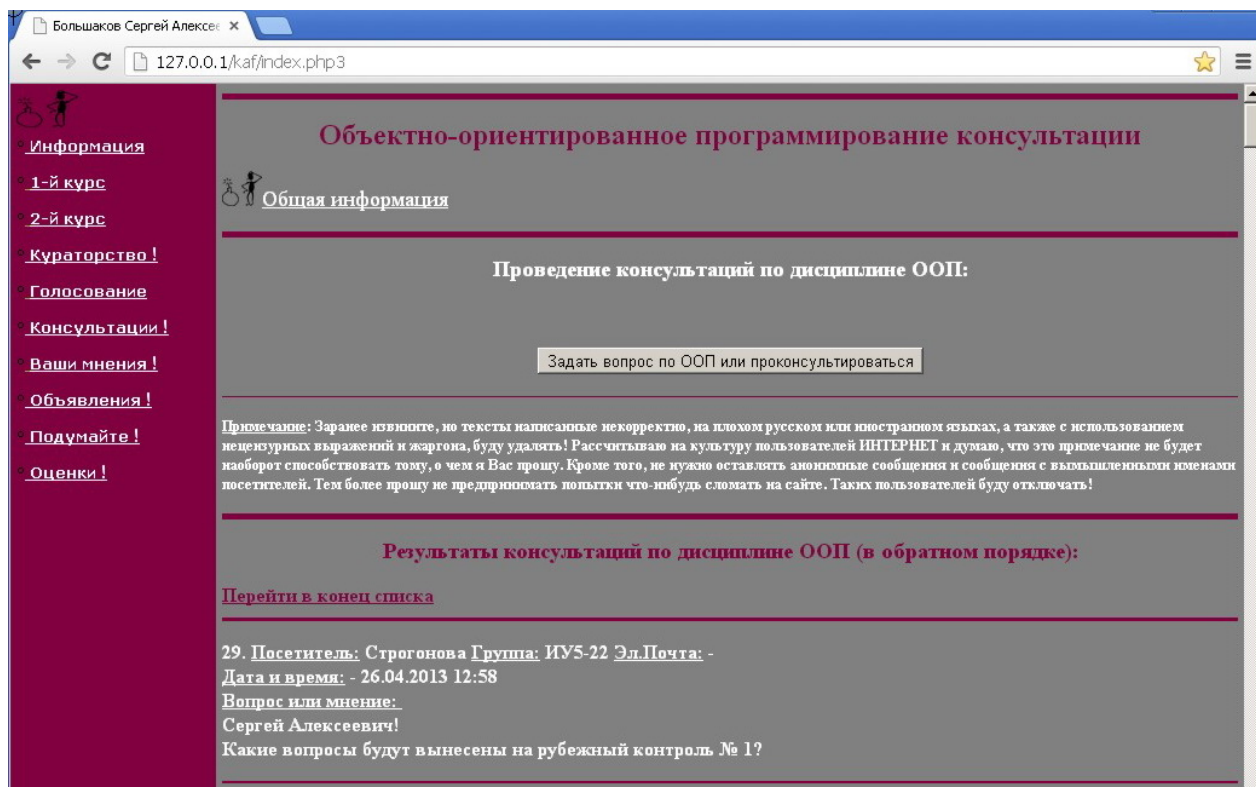 Большаков Сергей Алексее
127.0.0.1/kaf/index.php3
Информация
1-й курс
2-й курс
Кураторство !
Голосование
Консультации !
Ваши мнения !
Объявления !
Подумайте !
Оценки !
Объектно-ориентированное программирование консультации
Общая информация
Проведение консультаций по дисциплине ООП:
Задать вопрос по ООП или проконсультироваться
Примечание: Заранее извините, но тексты написанные некорректно, на плохом русском или иностранном языках, а также с использованием
нецензурных выражений и жаргона, буду удалять! Рассчитываю на культуру пользователей ИНТЕРНЕТ и думаю, что это примечание не будет
наоборот способствовать тому, о чем я Вас прошу. Кроме того, не нужно оставлять анонимные сообщения и сообщения с вымышленными именами
посетителей. Тем более прошу не предпринимать попытки что-нибудь сломать на сайте. Таких пользователей буду отключать!
Результаты консультаций по дисциплине ООП (в обратном порядке):
Перейти в конец списка
29. Посетитель: Строгонова Группа: ИУ5-22 Эл.Почта: -
Дата и время: - 26.04.2013 12:58
Вопрос или мнение:
Сергей Алексеевич!
Какие вопросы будут вынесены на рубежный контроль № 1?